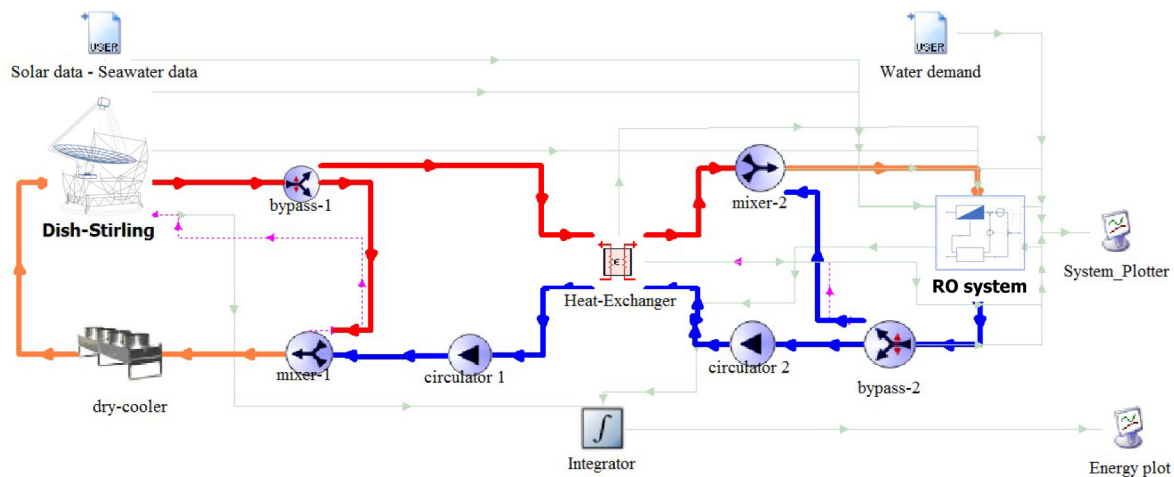 USER
USER
Solar data - Seawater data
Water demand
bypass-1
mixer-2
Dish-Stirling
Heat-Exchanger
RO system
System_Plotter
dry-cooler
mixer-1
circulator 1
circulator 2
bypass-2
Integrator
Energy plot